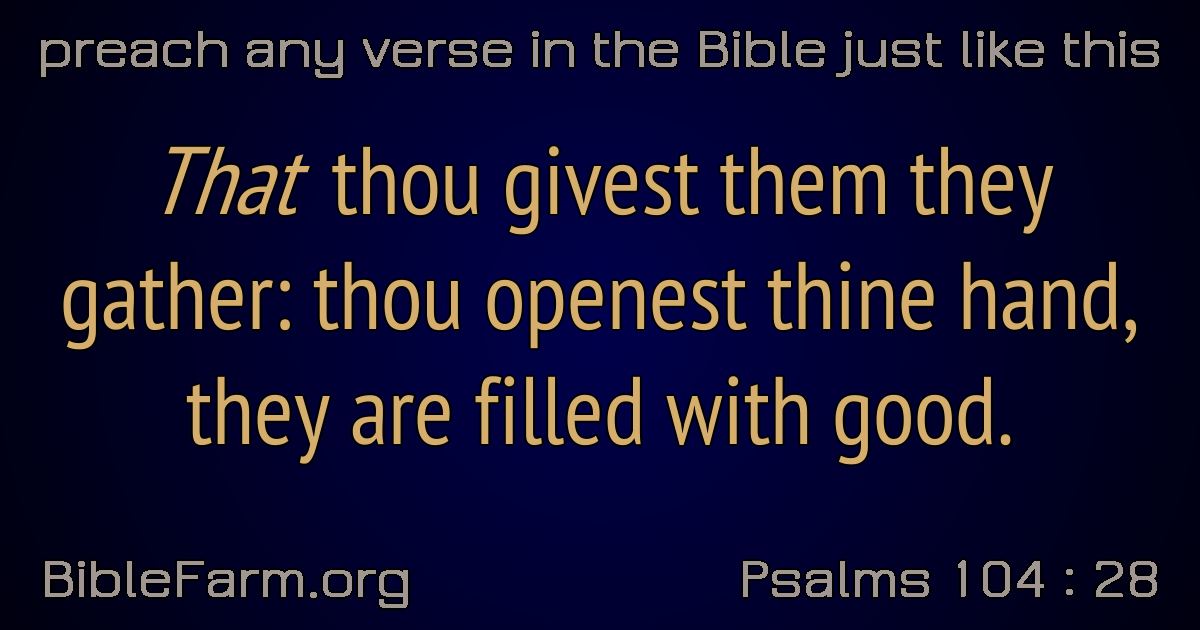 preach any verse in the Bible just like this
That thou givest them they
gather: thou openest thine hand,
they are filled with good.
BibleFarm.org
Psalms 104 : 28